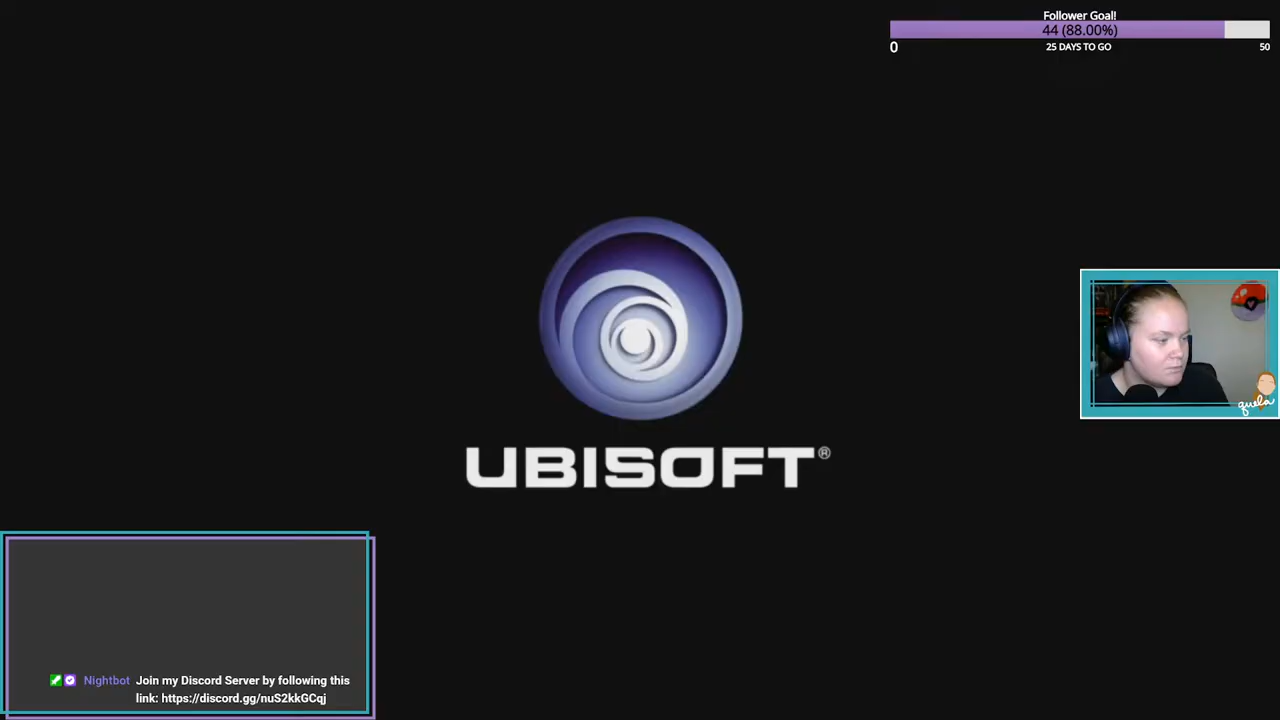 Follower Goal!
44 (88.00%)
0
25 DAYS TO GO
50
UBISOFT®
quela
Nightbot Join my Discord Server by following this
link: https://discord.gg/nuS2kkGCqj